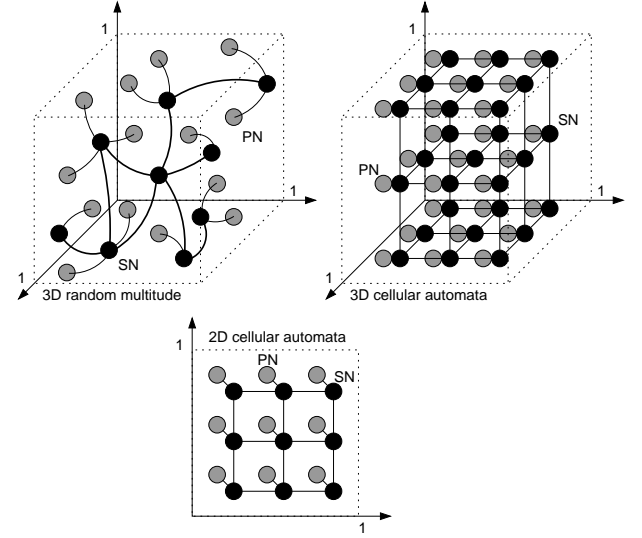 1
PN
1
SN
1
3D random multitude
1
SN
PN
1
1
3D cellular automata
2D cellular automata
1
PN
SN
1